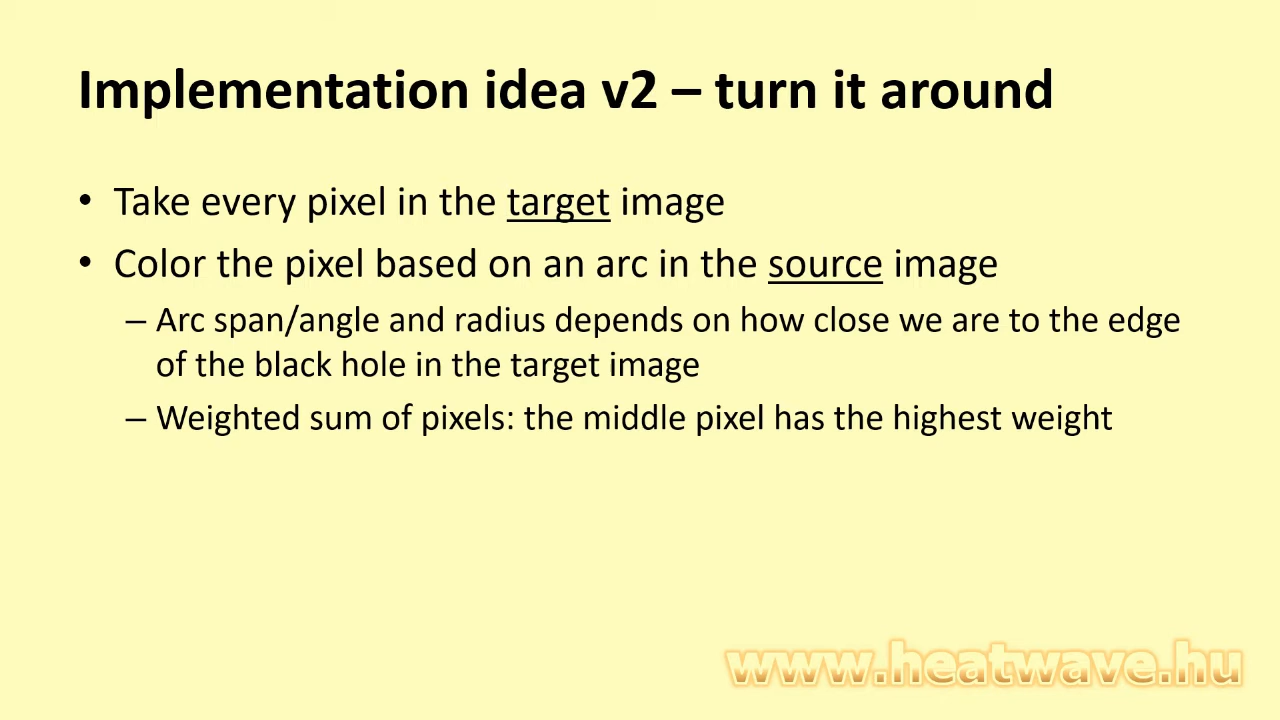 Implementation idea v2 – turn it around
• Take every pixel in the target image
• Color the pixel based on an arc in the source image
– Arc span/angle and radius depends on how close we are to the edge
of the black hole in the target image
– Weighted sum of pixels: the middle pixel has the highest weight
www.heatwave.hu